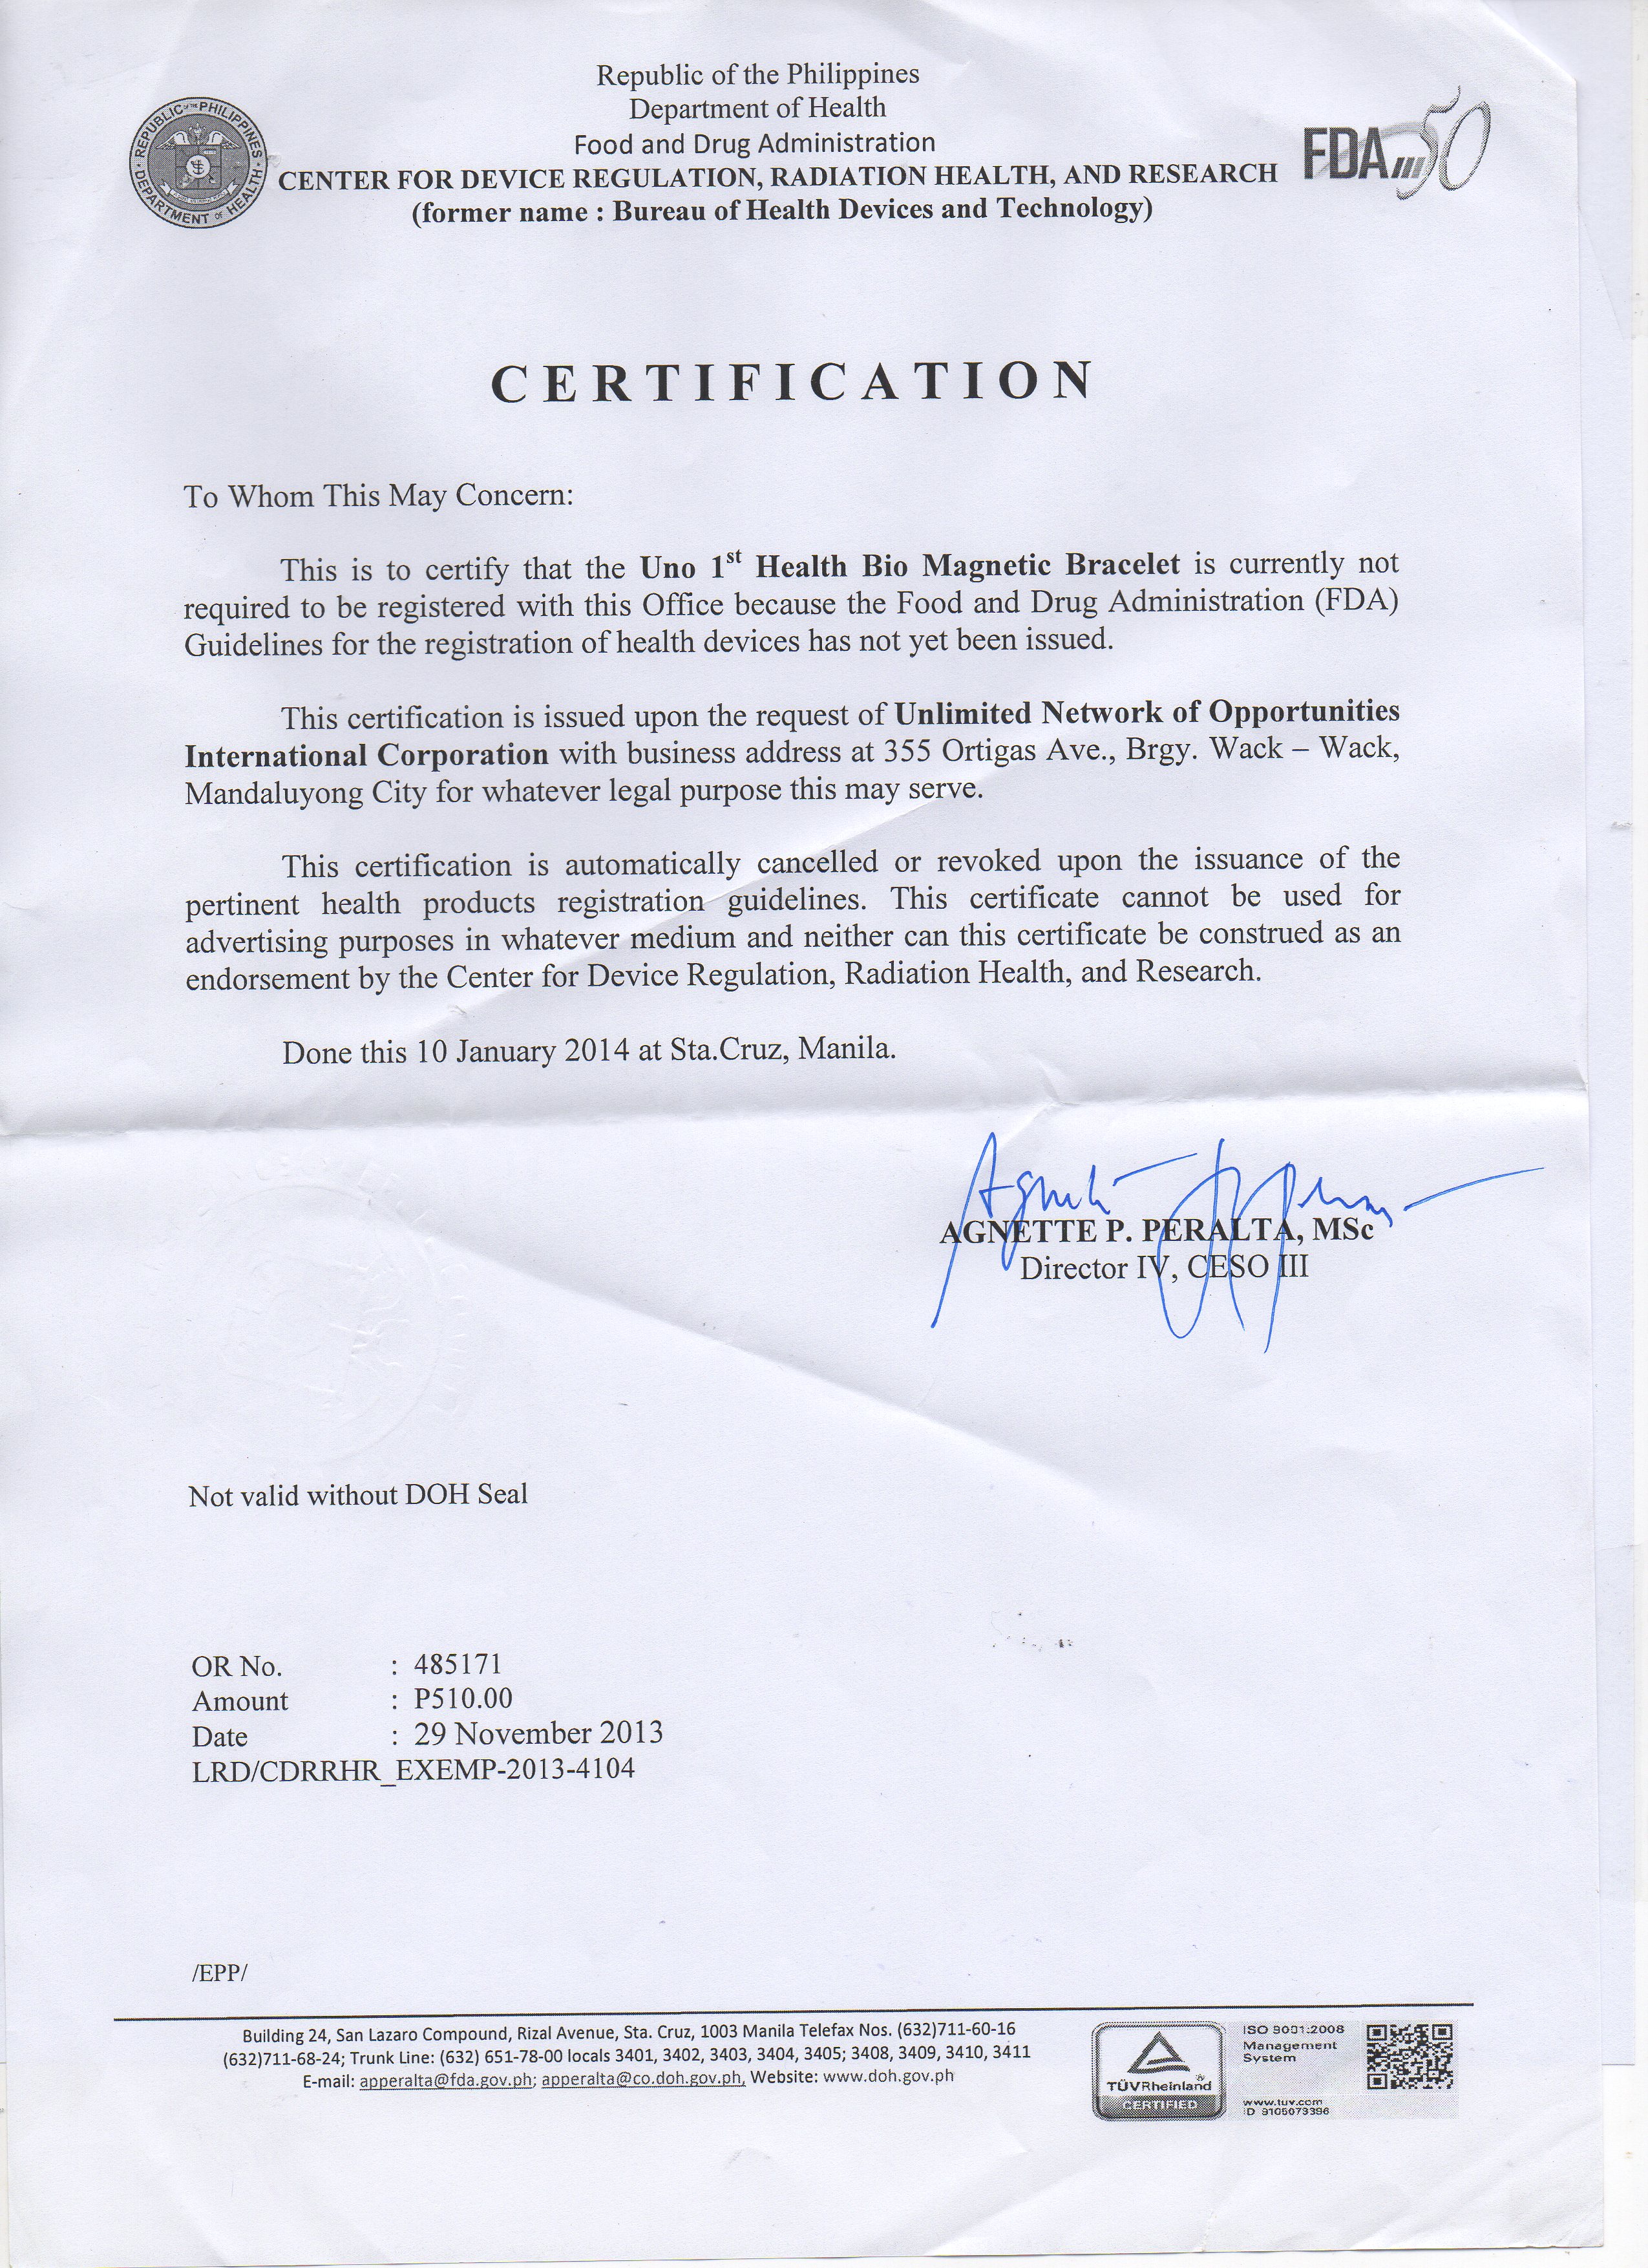 Republic of the Philippines
Department of Health
Food and Drug Administration
CENTER FOR DEVICE REGULATION, RADIATION HEALTH, AND RESEARCH
(former name : Bureau of Health Devices and Technology)
REPUBLIC OF THE PHILIPPINES
DEPARTMENT OF HEALTH
FDA 50
CERTIFICATION
To Whom This May Concern:
This is to certify that the Uno 1st Health Bio Magnetic Bracelet is currently not
required to be registered with this Office because the Food and Drug Administration (FDA)
Guidelines for the registration of health devices has not yet been issued.
This certification is issued upon the request of Unlimited Network of Opportunities
International Corporation with business address at 355 Ortigas Ave., Brgy. Wack – Wack,
Mandaluyong City for whatever legal purpose this may serve.
This certification is automatically cancelled or revoked upon the issuance of the
pertinent health products registration guidelines. This certificate cannot be used for
advertising purposes in whatever medium and neither can this certificate be construed as an
endorsement by the Center for Device Regulation, Radiation Health, and Research.
Done this 10 January 2014 at Sta.Cruz, Manila.
AGNETTE P. PERALTA, MSc
Director IV, CESO III
Not valid without DOH Seal
OR No. : 485171
Amount : P510.00
Date : 29 November 2013
LRD/CDRRHR_EXEMP-2013-4104
/EPP/
Building 24, San Lazaro Compound, Rizal Avenue, Sta. Cruz, 1003 Manila Telefax Nos. (632)711-60-16
(632)711-68-24; Trunk Line: (632) 651-78-00 locals 3401, 3402, 3403, 3404, 3405; 3408, 3409, 3410, 3411
E-mail: apperalta@fda.gov.ph; apperalta@co.doh.gov.ph, Website: www.doh.gov.ph
TÜVRheinland
CERTIFIED
ISO 9001:2008
Management
System
www.tuv.com
ID 9105073396